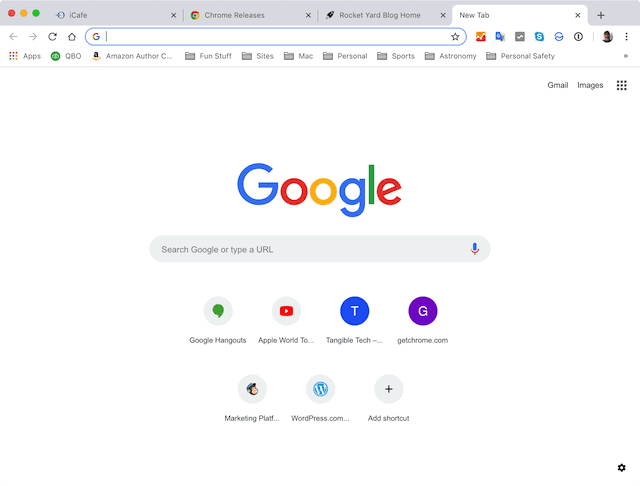 iCafe
Chrome Releases
Rocket Yard Blog Home
New Tab
Apps
QBO
Amazon Author C...
Fun Stuff
Sites
Mac
Personal
Sports
Astronomy
Personal Safety
»
Gmail
Images
Google
Search Google or type a URL
T
G
Google Hangouts
Apple World To...
Tangible Tech –...
getchrome.com
Marketing Platf...
WordPress.com...
Add shortcut